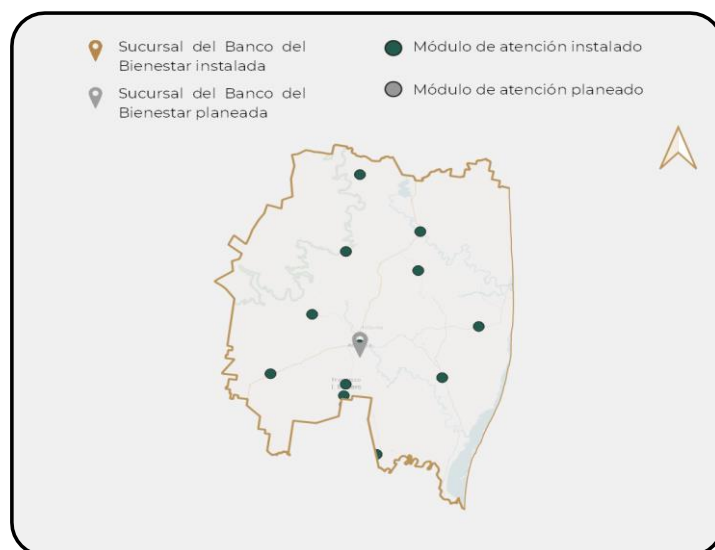 Sucursal del Banco del
Bienestar instalada
Sucursal del Banco del
Bienestar planeada
Módulo de atención instalado
Módulo de atención planeado